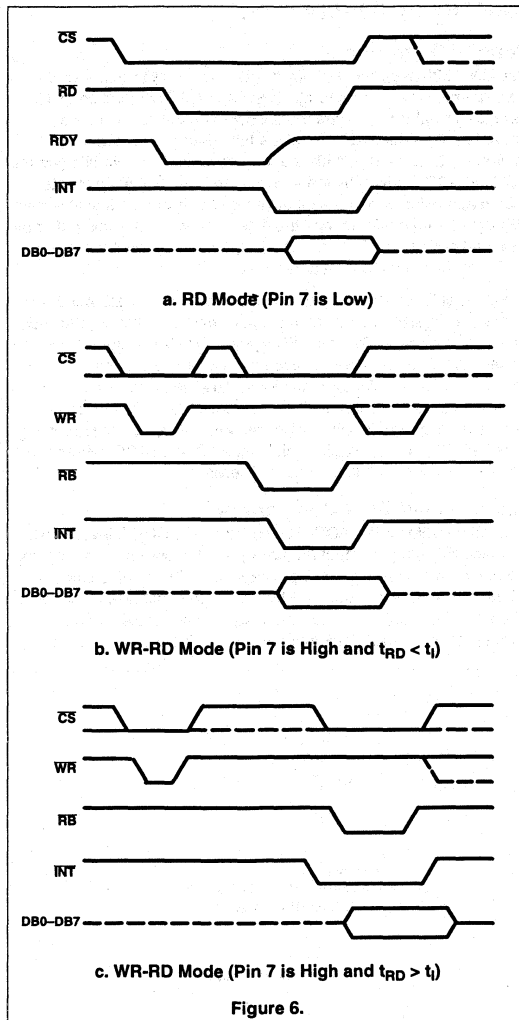 CS
RD
RDY
INT
DB0–DB7
a. RD Mode (Pin 7 is Low)
CS
WR
RB
INT
DB0–DB7
b. WR-RD Mode (Pin 7 is High and tRD < tI)
CS
WR
RB
INT
DB0–DB7
c. WR-RD Mode (Pin 7 is High and tRD > tI)
Figure 6.